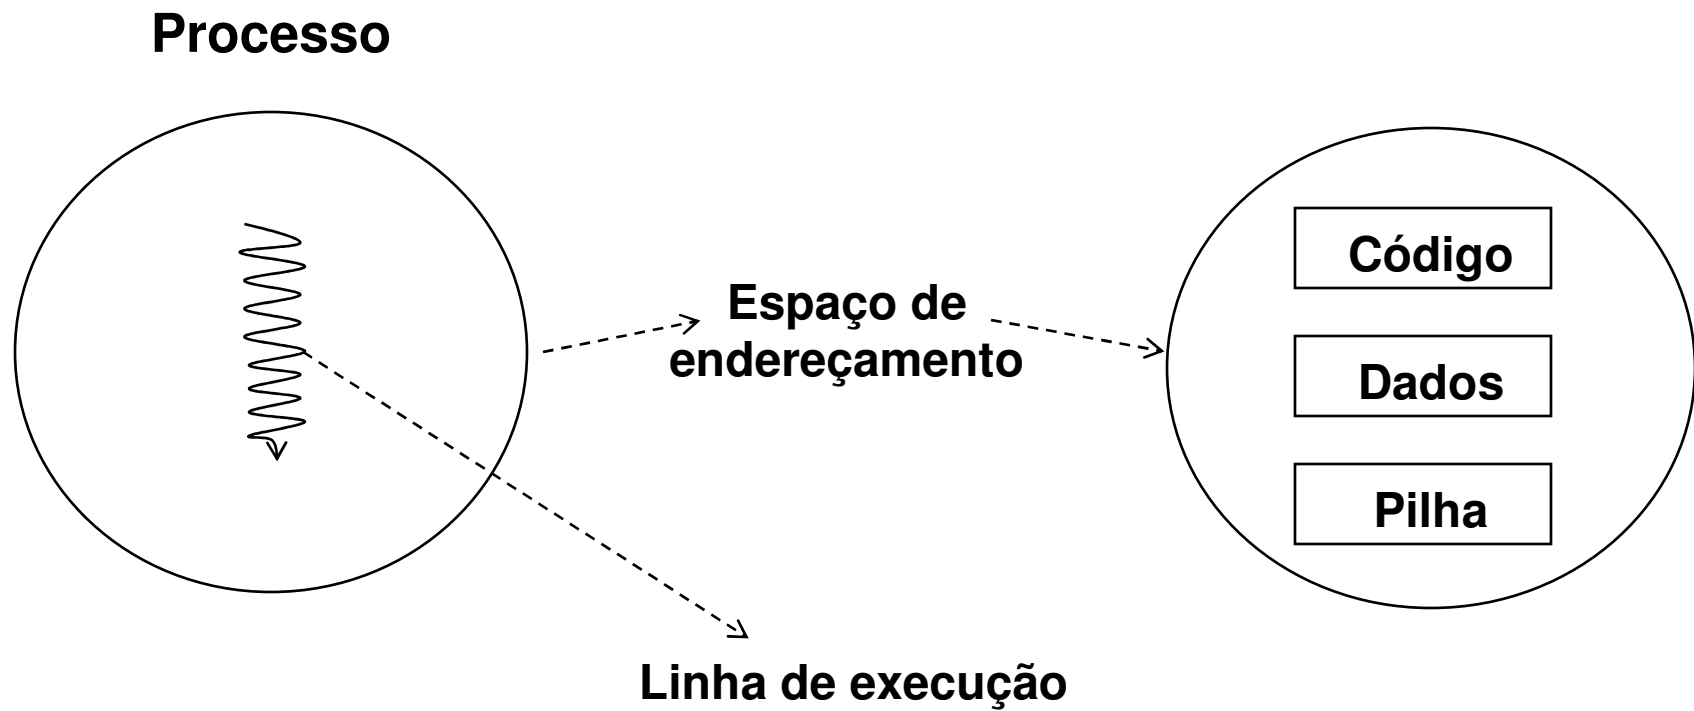 Processo
Espaço de
endereçamento
Código
Dados
Pilha
Linha de execução